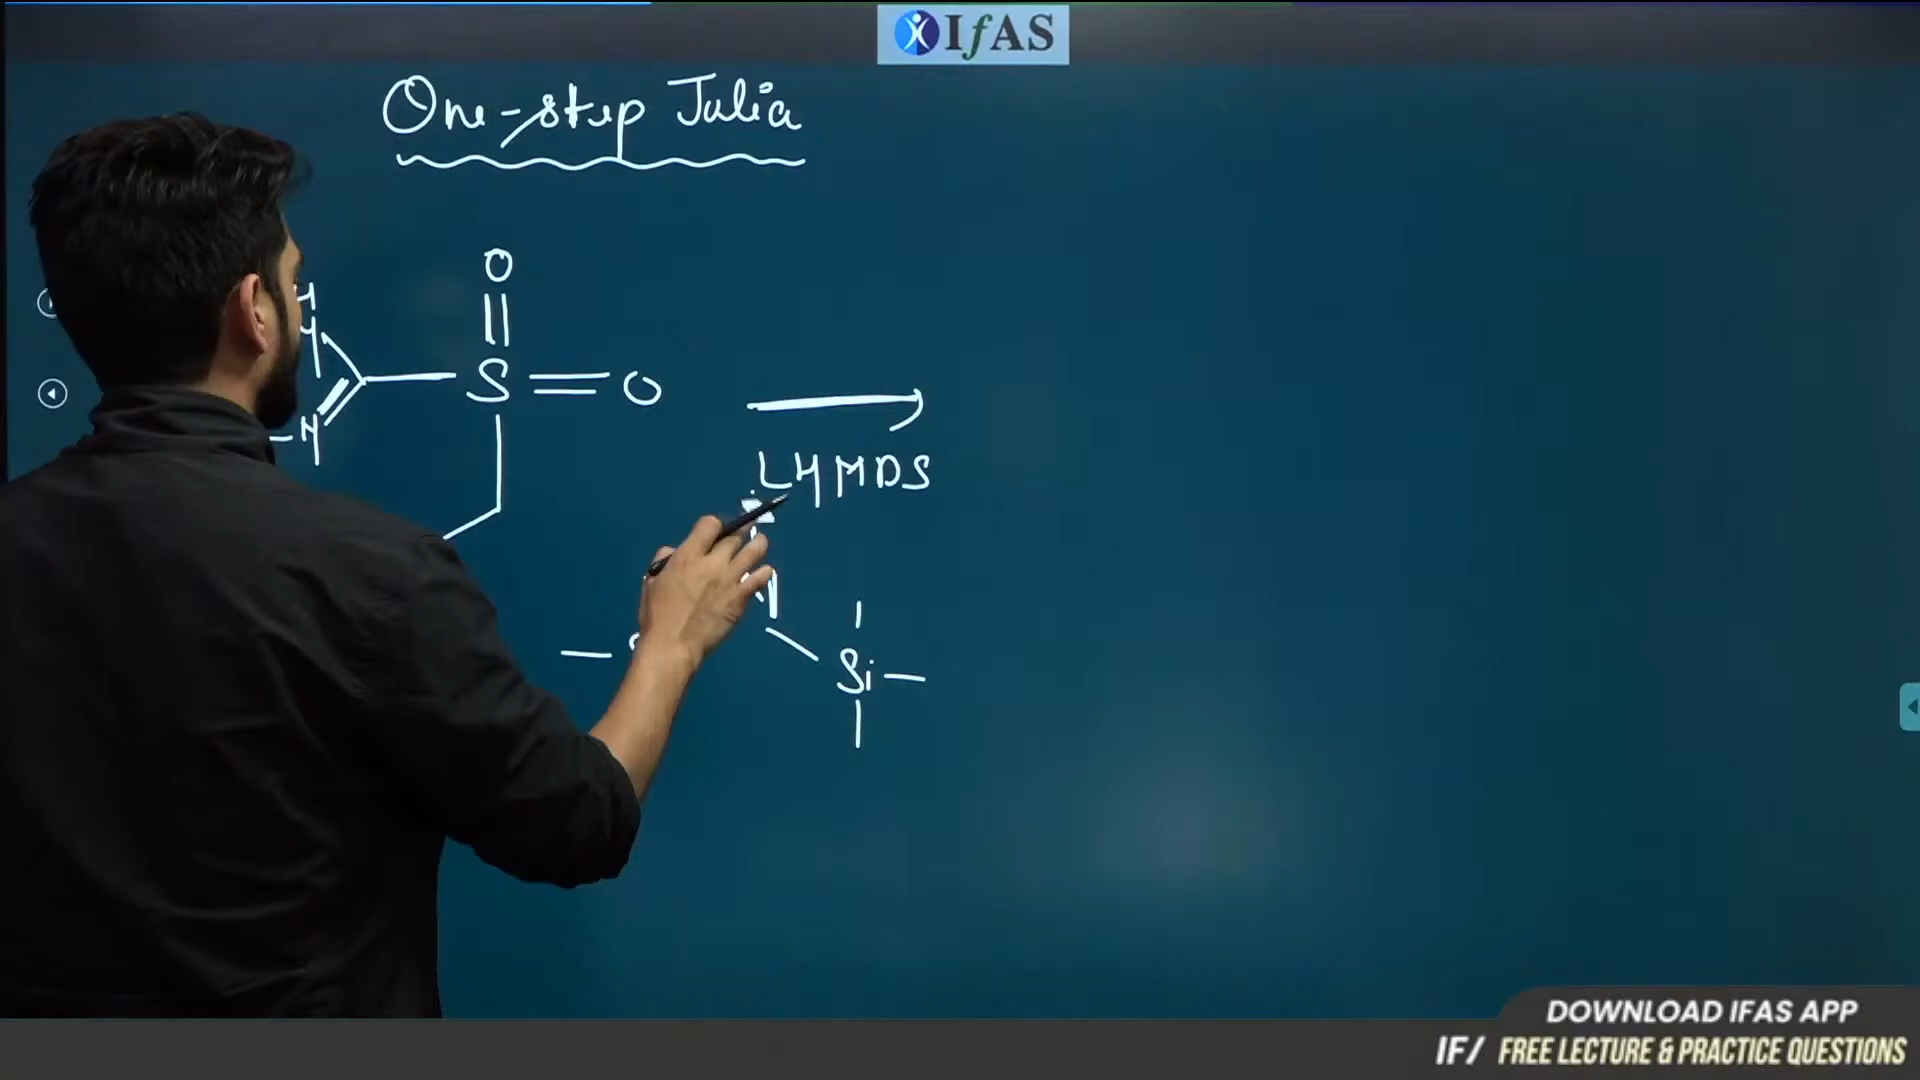 IfAS
One-step Julia
O
S
O
N
N
LHMDS
Si
DOWNLOAD IFAS APP
IF/ FREE LECTURE & PRACTICE QUESTIONS